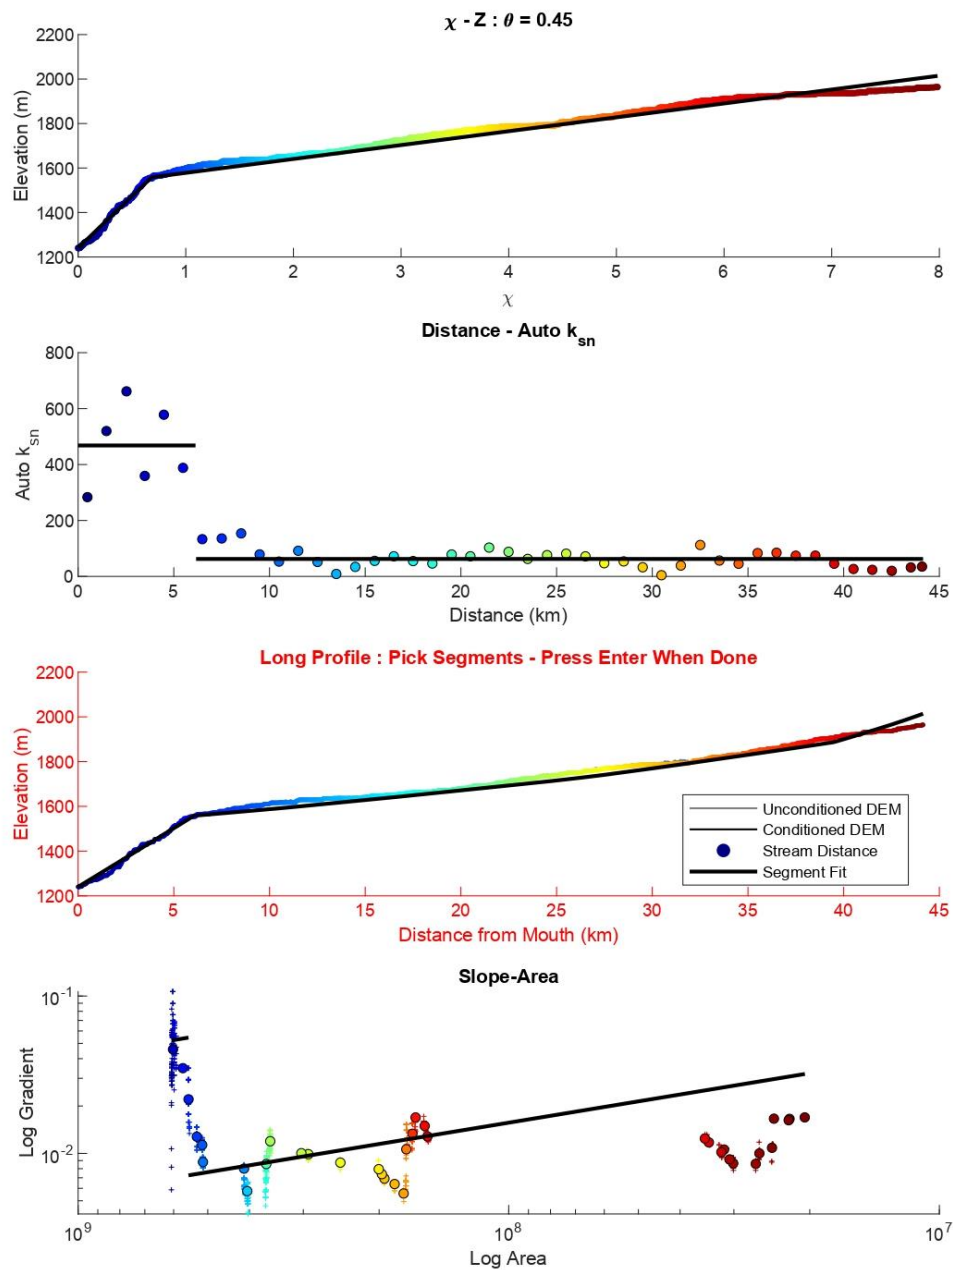 χ - Z : θ = 0.45
2200
2000
1800
1600
1400
1200
Elevation (m)
0 1 2 3 4 5 6 7 8
χ
Distance - Auto k_sn
800
600
400
200
0
Auto k_sn
0 5 10 15 20 25 30 35 40 45
Distance (km)
Long Profile : Pick Segments - Press Enter When Done
2200
2000
1800
1600
1400
1200
Elevation (m)
Unconditioned DEM
Conditioned DEM
Stream Distance
Segment Fit
0 5 10 15 20 25 30 35 40 45
Distance from Mouth (km)
Slope-Area
10^-1
10^-2
Log Gradient
10^9 10^8 10^7
Log Area